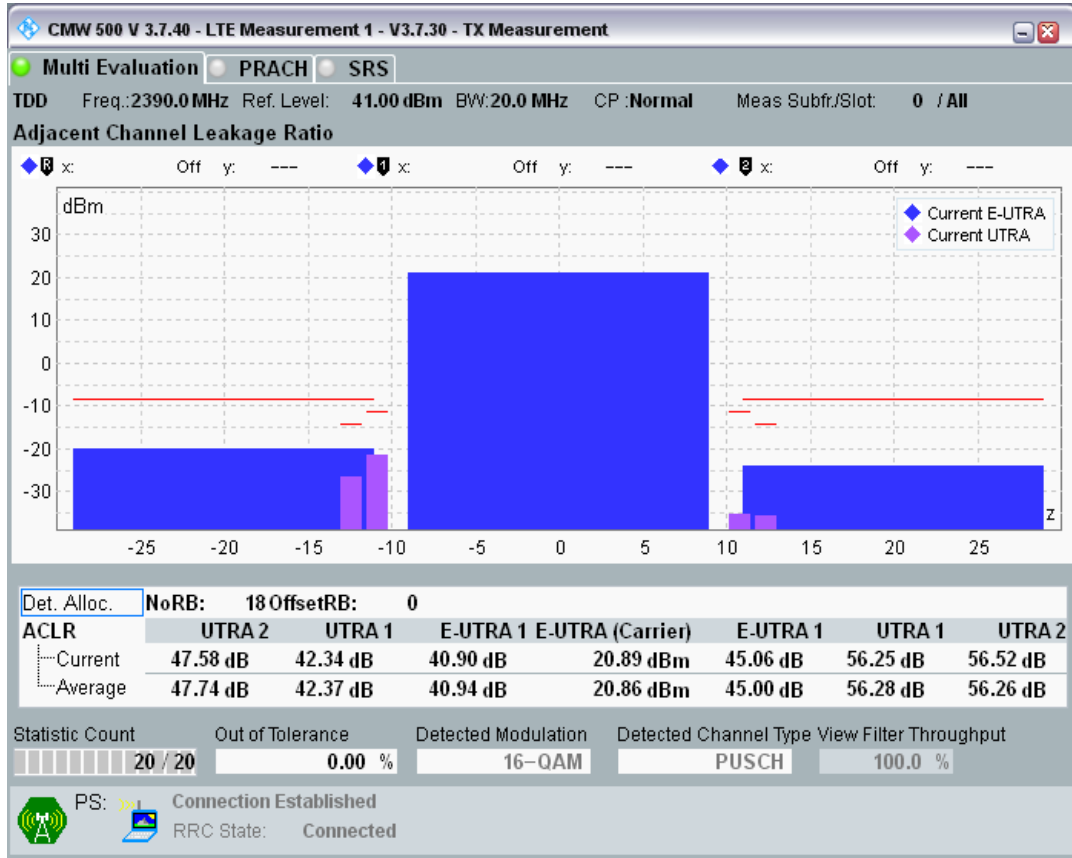 CMW 500 V 3.7.40 - LTE Measurement 1 - V3.7.30 - TX Measurement
Multi Evaluation PRACH SRS
TDD Freq.:2390.0 MHz Ref. Level: 41.00 dBm BW:20.0 MHz CP :Normal Meas Subfr./Slot: 0 / All
Adjacent Channel Leakage Ratio
R x: Off y: --- 1 x: Off y: --- 2 x: Off y: ---
dBm
Current E-UTRA
Current UTRA
30
20
10
0
-10
-20
-30
z
-25 -20 -15 -10 -5 0 5 10 15 20 25
Det. Alloc. NoRB: 18 OffsetRB: 0
ACLR UTRA 2 UTRA 1 E-UTRA 1 E-UTRA (Carrier) E-UTRA 1 UTRA 1 UTRA 2
Current 47.58 dB 42.34 dB 40.90 dB 20.89 dBm 45.06 dB 56.25 dB 56.52 dB
Average 47.74 dB 42.37 dB 40.94 dB 20.86 dBm 45.00 dB 56.28 dB 56.26 dB
Statistic Count Out of Tolerance Detected Modulation Detected Channel Type View Filter Throughput
20 / 20 0.00 % 16-QAM PUSCH 100.0 %
PS: Connection Established
RRC State: Connected